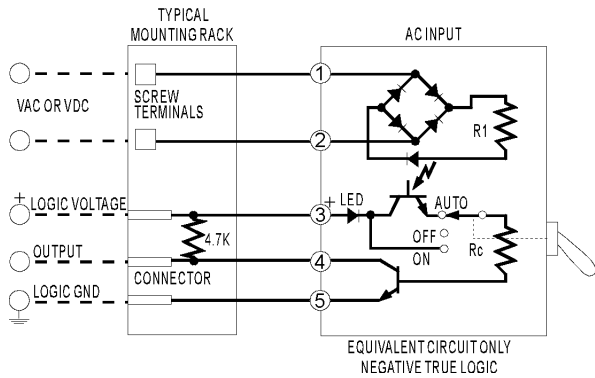 TYPICAL
MOUNTING RACK
AC INPUT
1
VAC OR VDC
SCREW
TERMINALS
R1
2
+ LOGIC VOLTAGE
3
+ LED
AUTO
4.7K
OFF
ON
Rc
OUTPUT
4
CONNECTOR
LOGIC GND
5
EQUIVALENT CIRCUIT ONLY
NEGATIVE TRUE LOGIC